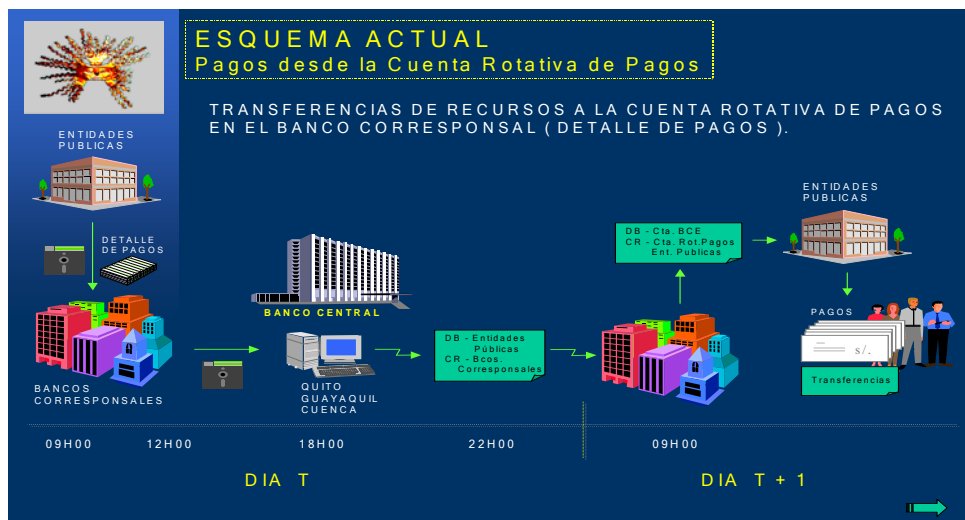 ESQUEMA ACTUAL
Pagos desde la Cuenta Rotativa de Pagos
TRANSFERENCIAS DE RECURSOS A LA CUENTA ROTATIVA DE PAGOS
EN EL BANCO CORRESPONSAL ( DETALLE DE PAGOS ).
ENTIDADES
PUBLICAS
DETALLE
DE PAGOS
BANCOS
CORRESPONSALES
BANCO CENTRAL
QUITO
GUAYAQUIL
CUENCA
DB - Entidades
Públicas
CR - Bcos.
Corresponsales
DB - Cta. BCE
CR - Cta. Rot.Pagos
Ent. Publicas
ENTIDADES
PUBLICAS
PAGOS
s/.
Transferencias
09H00
12H00
18H00
22H00
09H00
DIA T
DIA T + 1